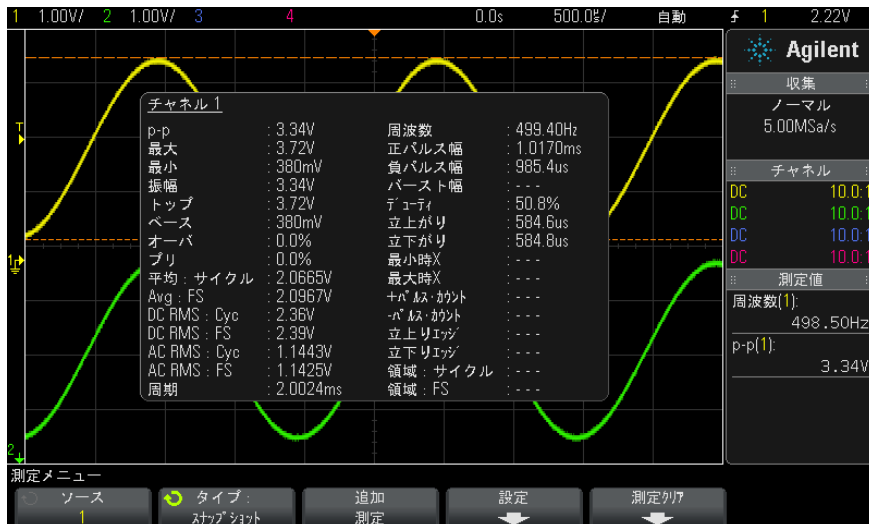 1 1.00V/ 2 1.00V/ 3 4 0.0s 500.0㎲/ 自動 1 2.22V
Agilent
収集
ノーマル
5.00MSa/s
チャネル
DC 10.0:1
DC 10.0:1
DC 10.0:1
DC 10.0:1
測定値
周波数(1):
498.50Hz
p-p(1):
3.34V
T
1
2
チャネル 1
p-p : 3.34V 周波数 : 499.40Hz
最大 : 3.72V 正パルス幅 : 1.0170ms
最小 : 380mV 負パルス幅 : 985.4us
振幅 : 3.34V バースト幅 : ---
トップ : 3.72V デューティ : 50.8%
ベース : 380mV 立上がり : 584.6us
オーバ : 0.0% 立下がり : 584.8us
プリ : 0.0% 最小時X : ---
平均 : サイクル : 2.0665V 最大時X : ---
Avg : FS : 2.0967V +パルス・カウント : ---
DC RMS : Cyc : 2.36V -パルス・カウント : ---
DC RMS : FS : 2.39V 立上りエッジ : ---
AC RMS : Cyc : 1.1443V 立下りエッジ : ---
AC RMS : FS : 1.1425V 領域 : サイクル : ---
周期 : 2.0024ms 領域 : FS : ---
測定メニュー
ソース タイプ : 追加 設定 測定クリア
1 スナップショット 測定